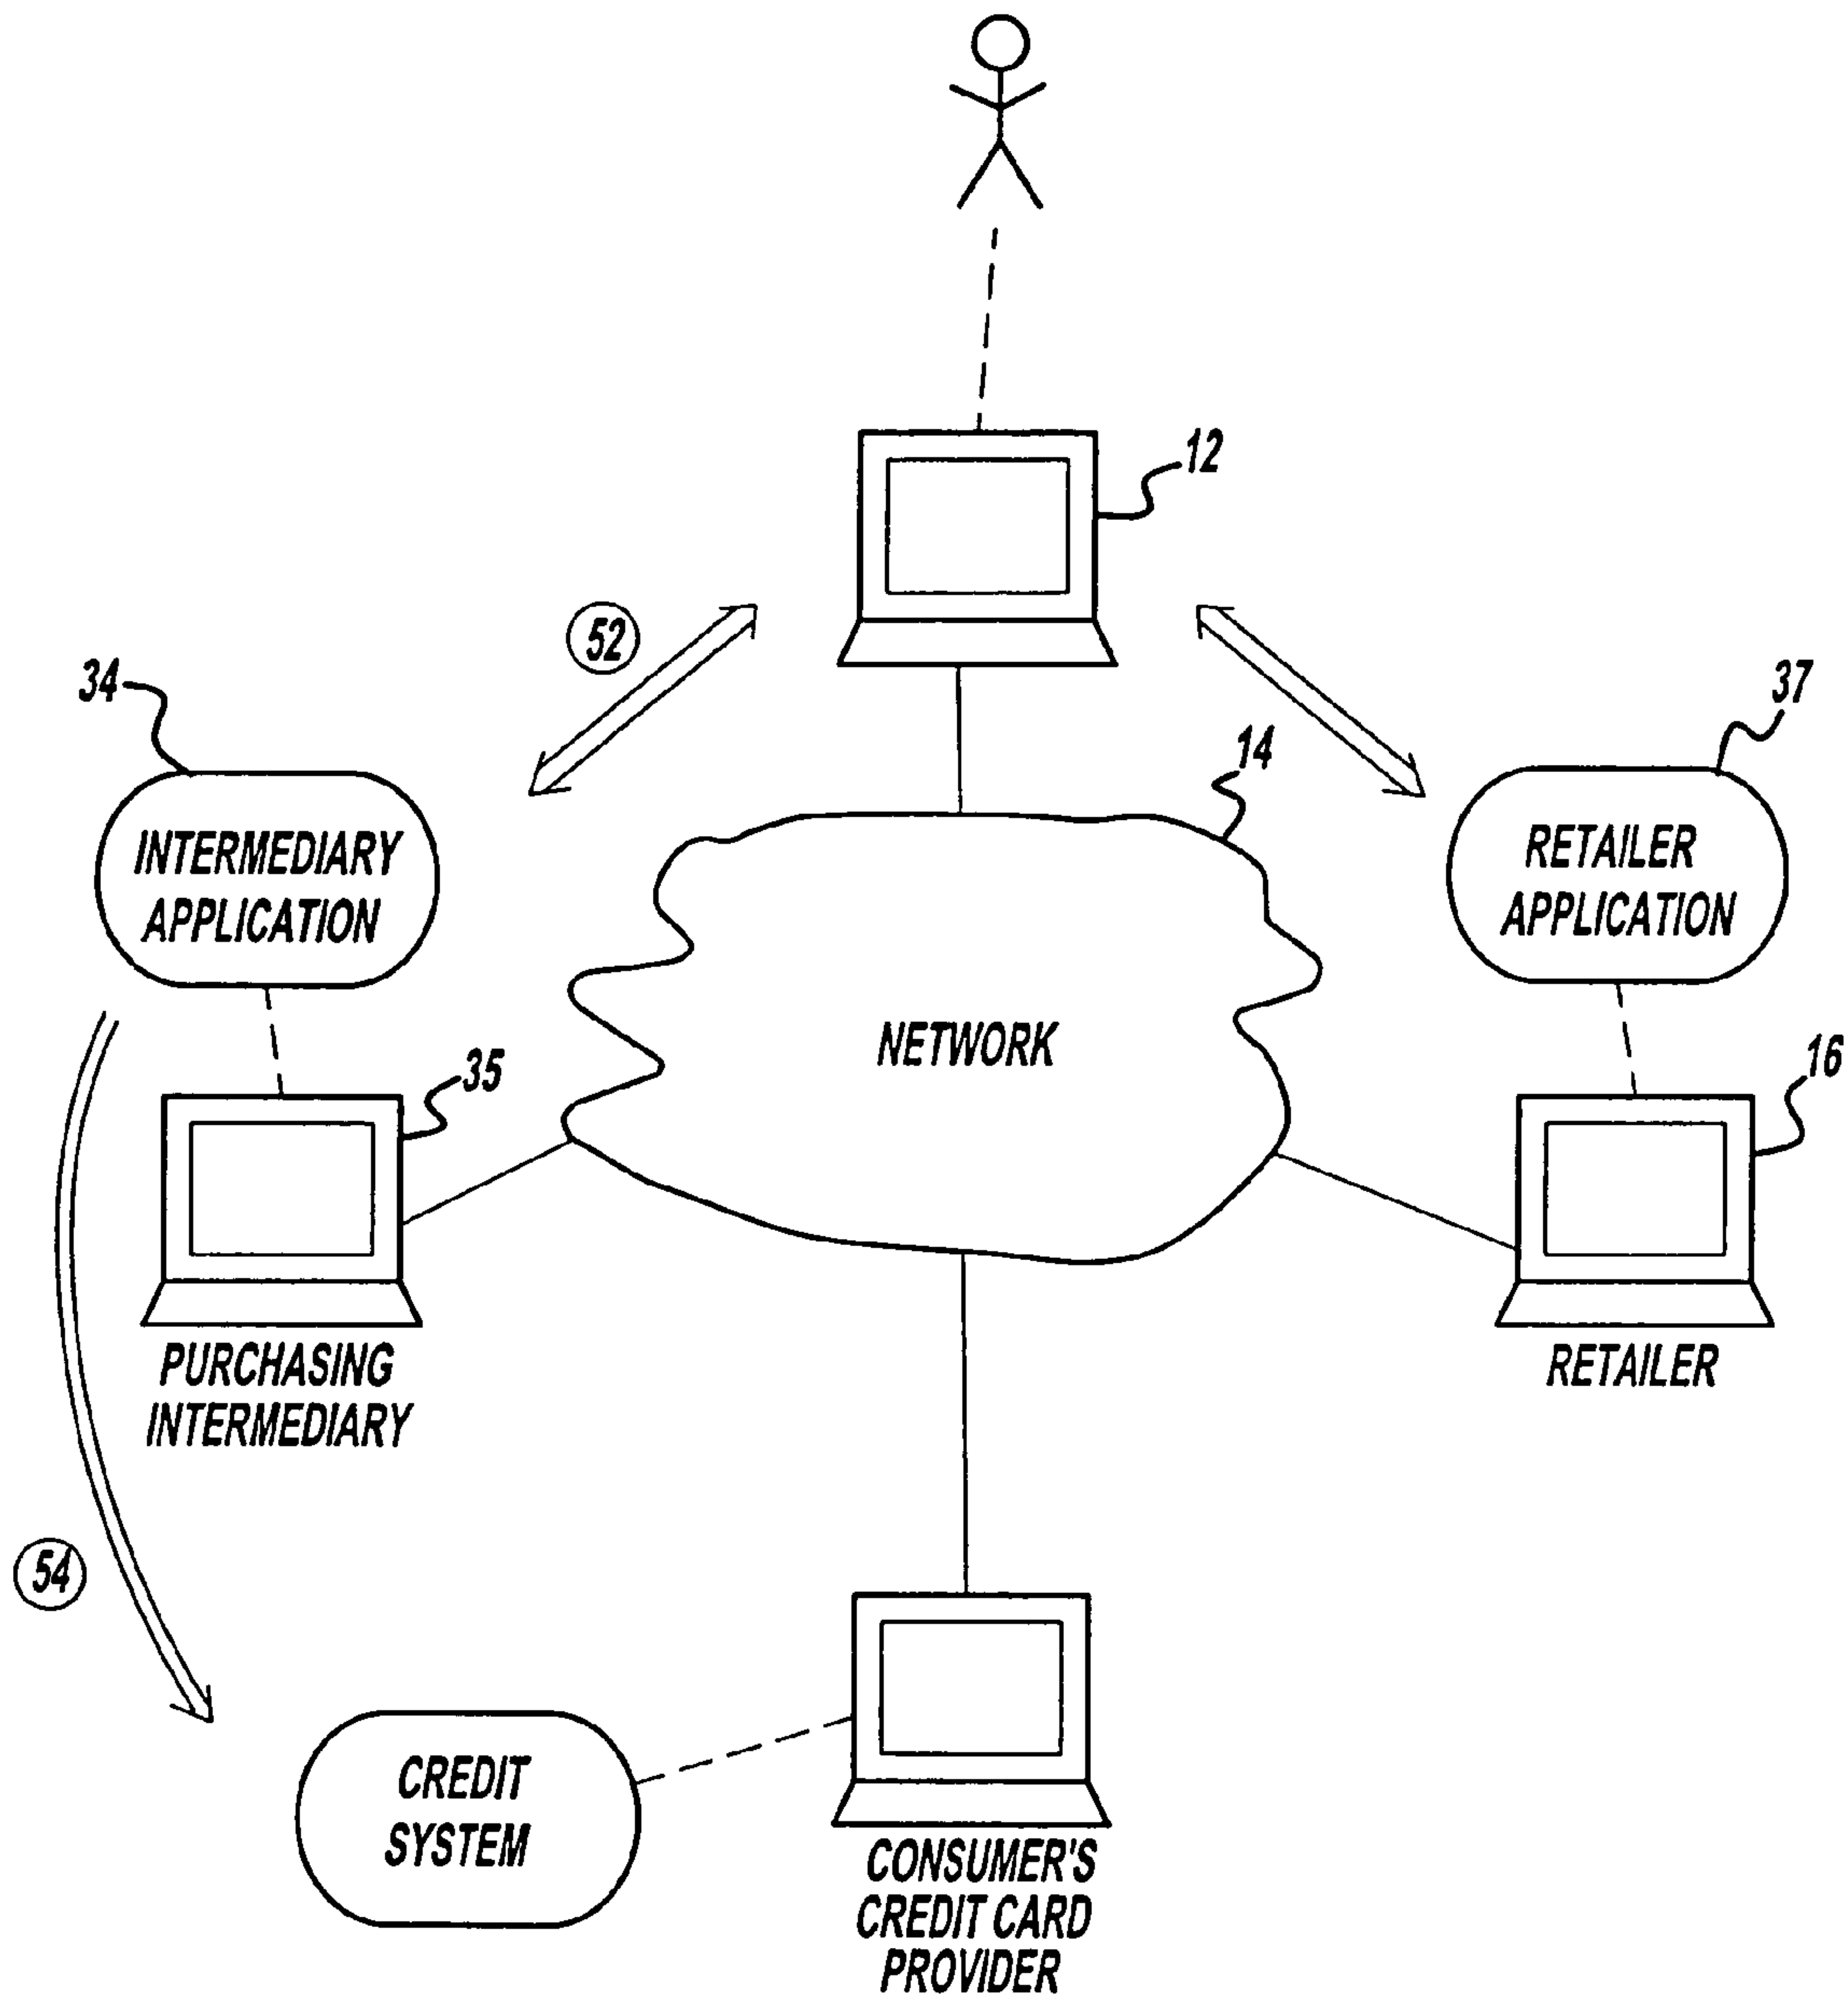 12
52
34
37
14
INTERMEDIARY
APPLICATION
RETAILER
APPLICATION
NETWORK
35
16
PURCHASING
INTERMEDIARY
RETAILER
54
CREDIT
SYSTEM
CONSUMER'S
CREDIT CARD
PROVIDER